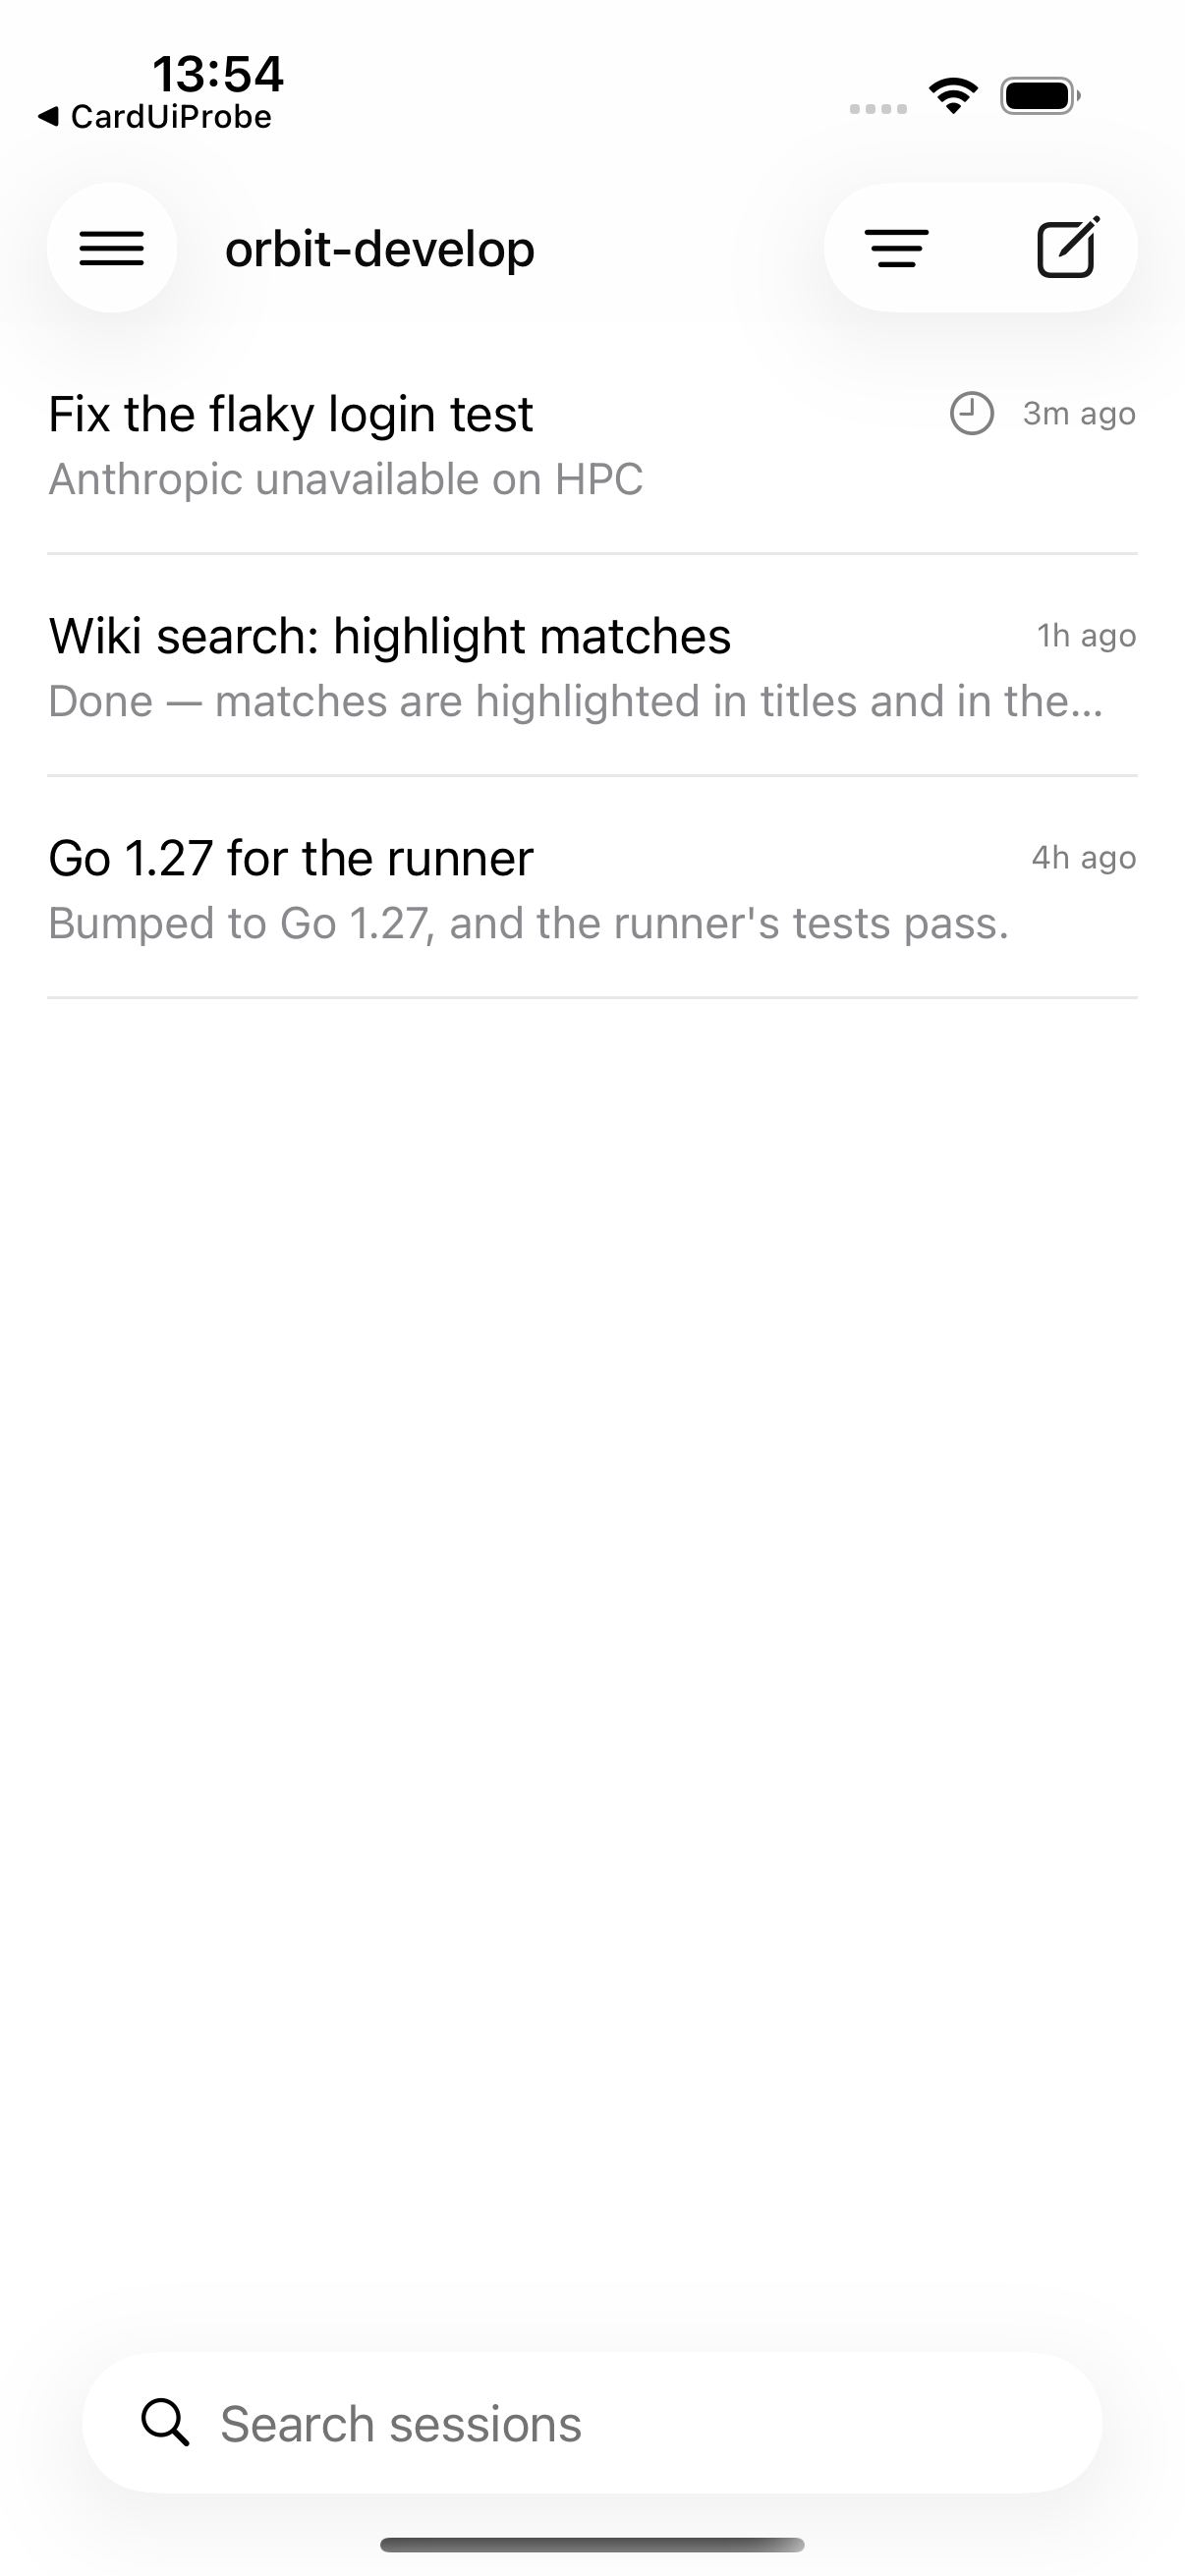 13:54
CardUiProbe
orbit-develop
Fix the flaky login test
3m ago
Anthropic unavailable on HPC
Wiki search: highlight matches
1h ago
Done — matches are highlighted in titles and in the...
Go 1.27 for the runner
4h ago
Bumped to Go 1.27, and the runner's tests pass.
Search sessions